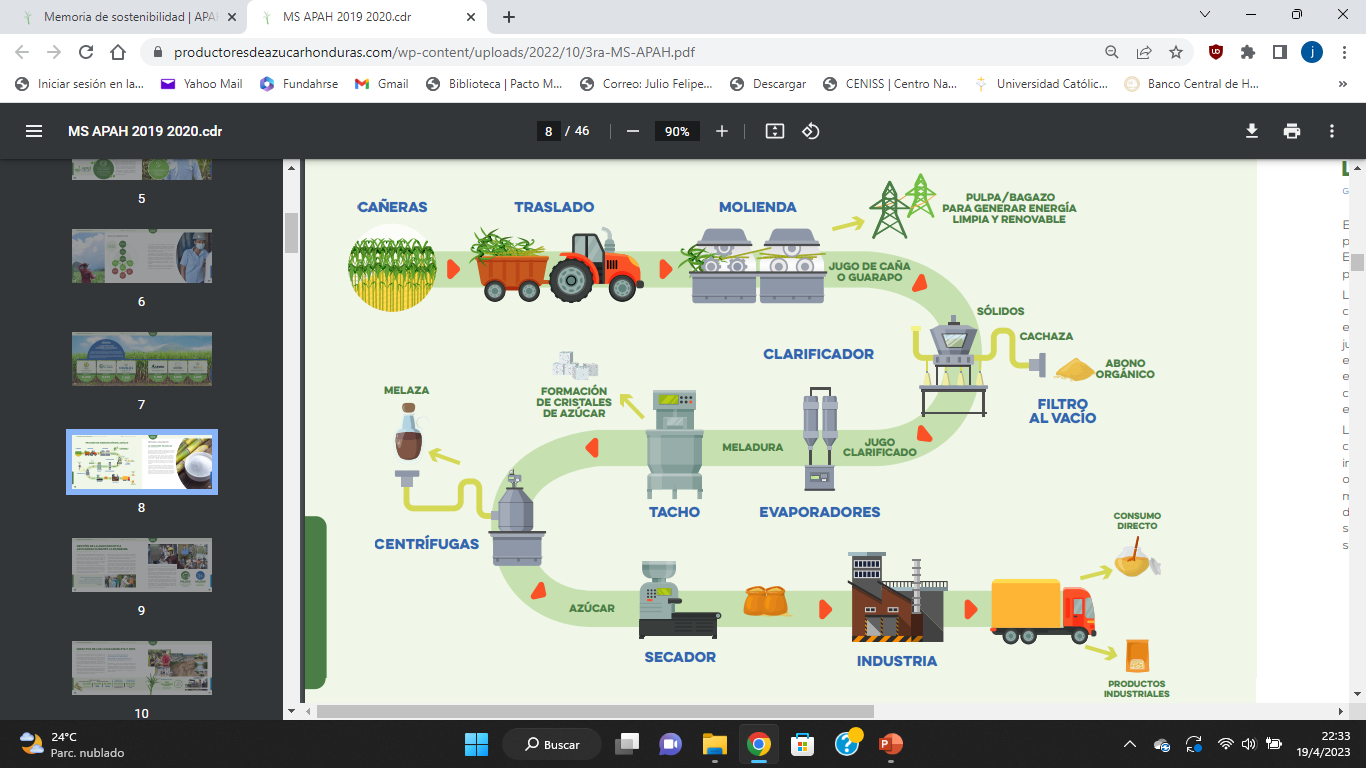 Memoria de sostenibilidad | APA
MS APAH 2019 2020.cdr
productoresdeazucarhonduras.com/wp-content/uploads/2022/10/3ra-MS-APAH.pdf
j
Iniciar sesión en la...
Yahoo Mail
Fundahrse
Gmail
Biblioteca | Pacto M...
Correo: Julio Felipe...
Descargar
CENISS | Centro Na...
Universidad Católic...
Banco Central de H...
»
MS APAH 2019 2020.cdr
8 / 46
90%
5
6
7
8
9
10
CAÑERAS
TRASLADO
MOLIENDA
PULPA/BAGAZO
PARA GENERAR ENERGÍA
LIMPIA Y RENOVABLE
JUGO DE CAÑA
O GUARAPO
SÓLIDOS
CACHAZA
ABONO
ORGÁNICO
FILTRO
AL VACÍO
CLARIFICADOR
JUGO
CLARIFICADO
EVAPORADORES
MELADURA
TACHO
FORMACIÓN
DE CRISTALES
DE AZÚCAR
MELAZA
CENTRÍFUGAS
AZÚCAR
SECADOR
INDUSTRIA
CONSUMO
DIRECTO
PRODUCTOS
INDUSTRIALES
24°C
Parc. nublado
Buscar
22:33
19/4/2023